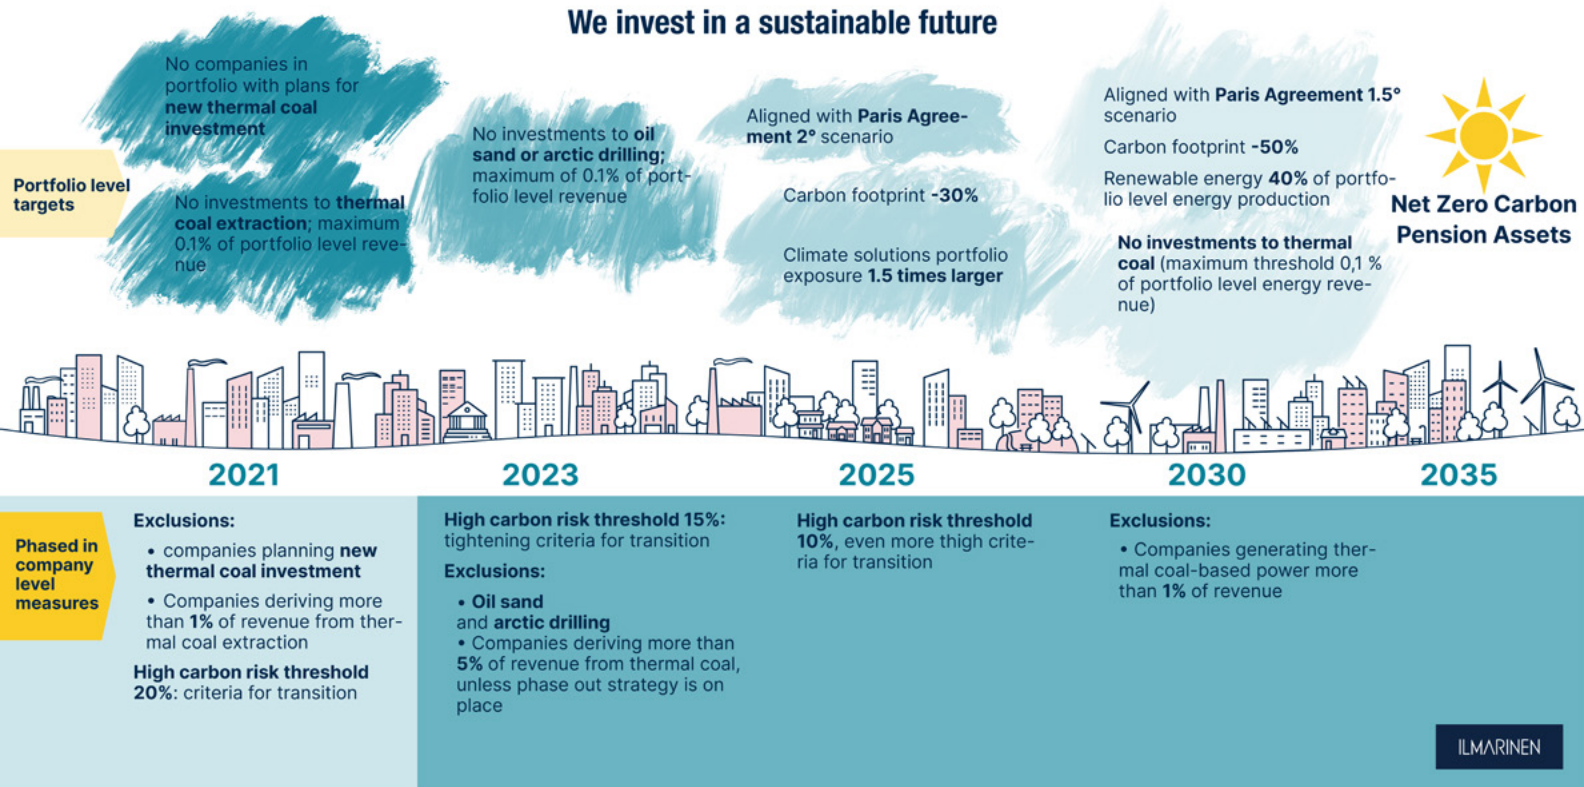 We invest in a sustainable future
Portfolio level
targets
No companies in
portfolio with plans for
new thermal coal
investment
No investments to thermal
coal extraction; maximum
0.1% of portfolio level reve-
nue
No investments to oil
sand or arctic drilling;
maximum of 0.1% of port-
folio level revenue
Aligned with Paris Agree-
ment 2° scenario
Carbon footprint -30%
Climate solutions portfolio
exposure 1.5 times larger
Aligned with Paris Agreement 1.5°
scenario
Carbon footprint -50%
Renewable energy 40% of portfo-
lio level energy production
No investments to thermal
coal (maximum threshold 0,1 %
of portfolio level energy reve-
nue)
Net Zero Carbon
Pension Assets
2021
2023
2025
2030
2035
Phased in
company
level
measures
Exclusions:
• companies planning new
thermal coal investment
• Companies deriving more
than 1% of revenue from ther-
mal coal extraction
High carbon risk threshold
20%: criteria for transition
High carbon risk threshold 15%:
tightening criteria for transition
Exclusions:
• Oil sand
and arctic drilling
• Companies deriving more than
5% of revenue from thermal coal,
unless phase out strategy is on
place
High carbon risk threshold
10%, even more thigh crite-
ria for transition
Exclusions:
• Companies generating ther-
mal coal-based power more
than 1% of revenue
ILMARINEN